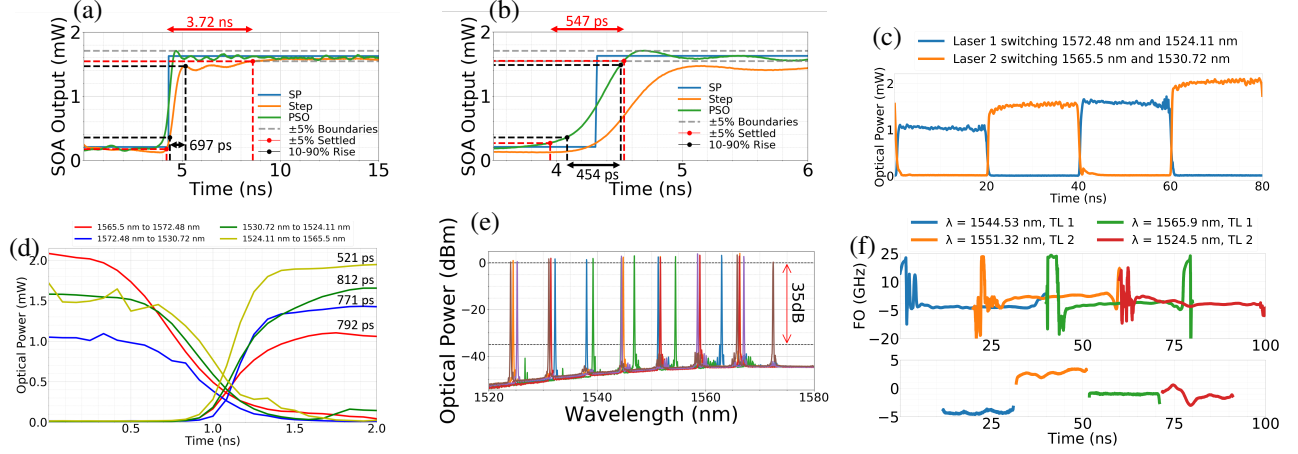 (a)
3.72 ns
SOA Output (mW)
2
1
0
SP
Step
PSO
±5% Boundaries
±5% Settled
10-90% Rise
697 ps
5
10
15
Time (ns)
(b)
547 ps
SOA Output (mW)
2
1
0
SP
Step
PSO
±5% Boundaries
±5% Settled
10-90% Rise
454 ps
4
5
6
Time (ns)
(c)
Laser 1 switching 1572.48 nm and 1524.11 nm
Laser 2 switching 1565.5 nm and 1530.72 nm
Optical Power (mW)
2
1
0
0
20
40
60
80
Time (ns)
(d)
1565.5 nm to 1572.48 nm
1572.48 nm to 1530.72 nm
1530.72 nm to 1524.11 nm
1524.11 nm to 1565.5 nm
Optical Power (mW)
2.0
1.5
1.0
0.5
0.0
521 ps
812 ps
771 ps
792 ps
0.5
1.0
1.5
2.0
Time (ns)
(e)
Optical Power (dBm)
0
−20
−40
35dB
1520
1540
1560
1580
Wavelength (nm)
(f)
λ = 1544.53 nm, TL 1
λ = 1551.32 nm, TL 2
λ = 1565.9 nm, TL 1
λ = 1524.5 nm, TL 2
FO (GHz)
25
10
−5
−20
25
50
75
100
5
0
−5
25
50
75
100
Time (ns)